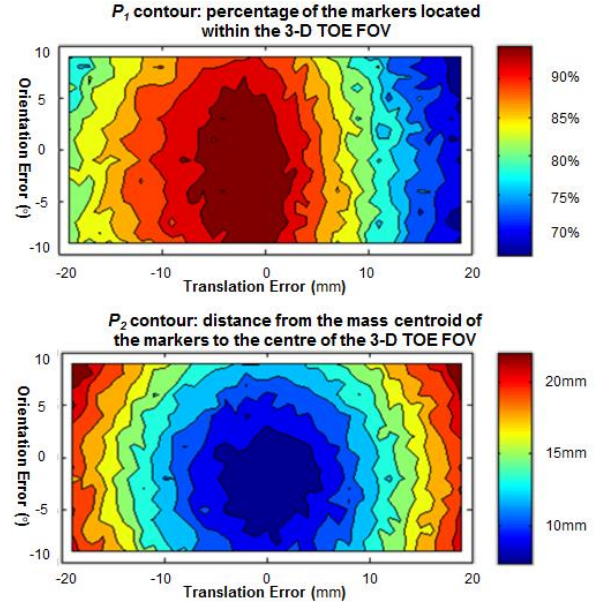 P1 contour: percentage of the markers located
within the 3-D TOE FOV
Orientation Error (°)
10
5
0
-5
-10
-20
-10
0
10
20
Translation Error (mm)
90%
85%
80%
75%
70%
P2 contour: distance from the mass centroid of
the markers to the centre of the 3-D TOE FOV
Orientation Error (°)
10
5
0
-5
-10
-20
-10
0
10
20
Translation Error (mm)
20mm
15mm
10mm